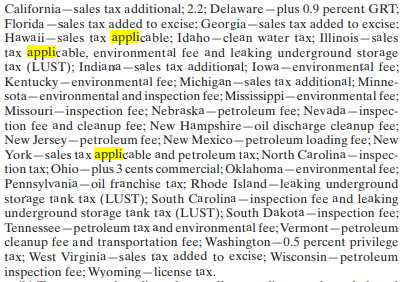 California—sales tax additional; 2.2; Delaware—plus 0.9 percent GRT;
Florida—sales tax added to excise; Georgia—sales tax added to excise;
Hawaii—sales tax applicable; Idaho—clean water tax; Illinois—sales
tax applicable, environmental fee and leaking underground storage
tax (LUST); Indiana—sales tax additional; Iowa—environmental fee;
Kentucky—environmental fee; Michigan—sales tax additional; Minne-
sota—environmental and inspection fee; Mississippi—environmental fee;
Missouri—inspection fee; Nebraska—petroleum fee; Nevada—inspec-
tion fee and cleanup fee; New Hampshire—oil discharge cleanup fee;
New Jersey—petroleum fee; New Mexico—petroleum loading fee; New
York—sales tax applicable and petroleum tax; North Carolina—inspec-
tion tax; Ohio—plus 3 cents commercial; Oklahoma—environmental fee;
Pennsylvania—oil franchise tax; Rhode Island—leaking underground
storage tank tax (LUST); South Carolina—inspection fee and leaking
underground storage tank tax (LUST); South Dakota—inspection fee;
Tennessee—petroleum tax and environmental fee; Vermont—petroleum
cleanup fee and transportation fee; Washington—0.5 percent privilege
tax; West Virginia—sales tax added to excise; Wisconsin—petroleum
inspection fee; Wyoming—license tax.